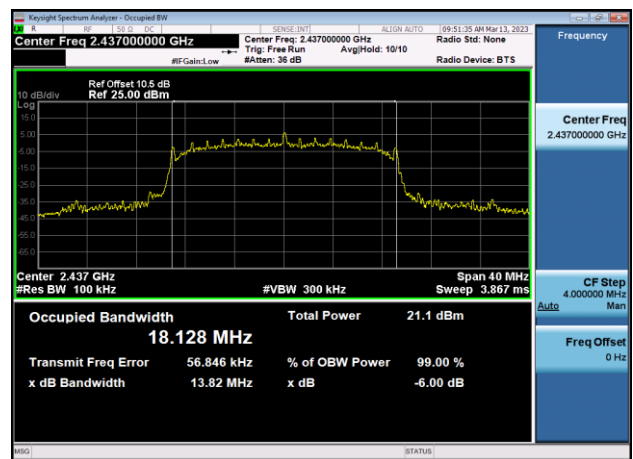 Keysight Spectrum Analyzer - Occupied BW
R RF 50 Ω DC SENSE:INT ALIGN AUTO 09:51:35 AM Mar 13, 2023
Center Freq 2.437000000 GHz Center Freq: 2.437000000 GHz Radio Std: None
Trig: Free Run Avg|Hold: 10/10
#IFGain:Low #Atten: 36 dB Radio Device: BTS
Frequency
Ref Offset 10.5 dB
10 dB/div Ref 25.00 dBm
Log
15.0
5.00
-5.00
-15.0
-25.0
-35.0
-45.0
-55.0
-65.0
Center 2.437 GHz Span 40 MHz
#Res BW 100 kHz #VBW 300 kHz Sweep 3.867 ms
Occupied Bandwidth Total Power 21.1 dBm
18.128 MHz
Transmit Freq Error 56.846 kHz % of OBW Power 99.00 %
x dB Bandwidth 13.82 MHz x dB -6.00 dB
Center Freq
2.437000000 GHz
CF Step
4.000000 MHz
Auto Man
Freq Offset
0 Hz
MSG STATUS